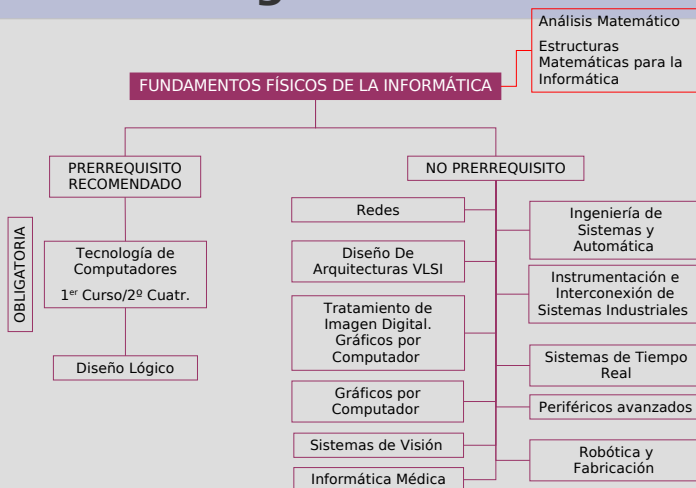 Análisis Matemático
Estructuras
Matemáticas para la
Informática
FUNDAMENTOS FÍSICOS DE LA INFORMÁTICA
PRERREQUISITO
RECOMENDADO
NO PRERREQUISITO
OBLIGATORIA
Tecnología de
Computadores
1er Curso/2º Cuatr.
Diseño Lógico
Redes
Diseño De
Arquitecturas VLSI
Tratamiento de
Imagen Digital.
Gráficos por
Computador
Gráficos por
Computador
Sistemas de Visión
Informática Médica
Ingeniería de
Sistemas y
Automática
Instrumentación e
Interconexión de
Sistemas Industriales
Sistemas de Tiempo
Real
Periféricos avanzados
Robótica y
Fabricación